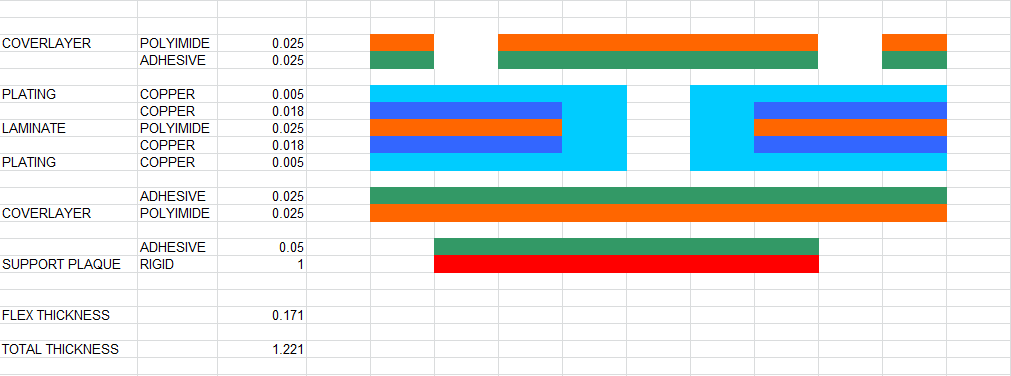 COVERLAYER POLYIMIDE 0.025
ADHESIVE 0.025
PLATING COPPER 0.005
COPPER 0.018
LAMINATE POLYIMIDE 0.025
COPPER 0.018
PLATING COPPER 0.005
ADHESIVE 0.025
COVERLAYER POLYIMIDE 0.025
ADHESIVE 0.05
SUPPORT PLAQUE RIGID 1
FLEX THICKNESS 0.171
TOTAL THICKNESS 1.221